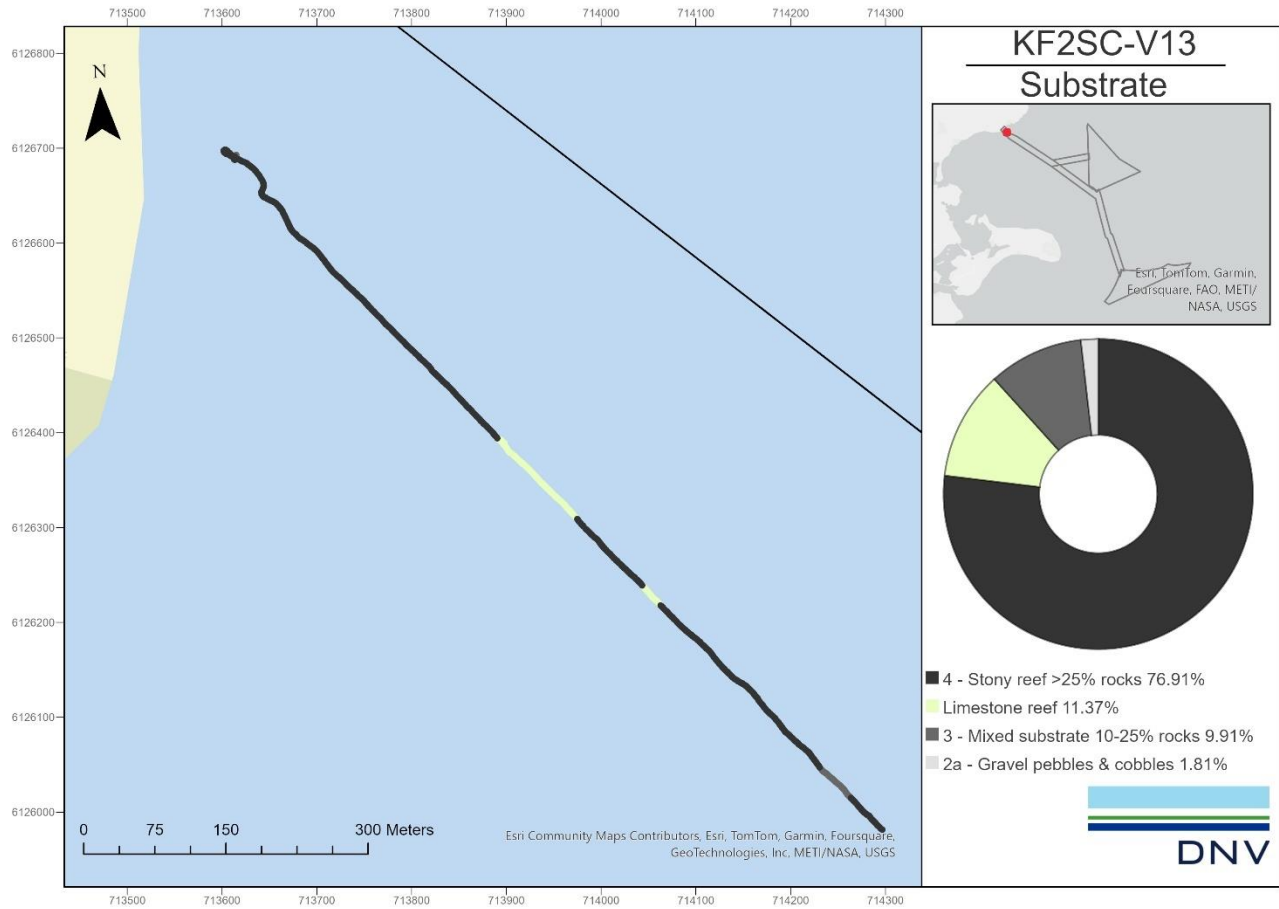 713500 713600 713700 713800 713900 714000 714100 714200 714300
KF2SC-V13
Substrate
6126800
N
6126700
6126600
6126500
6126400
6126300
6126200
6126100
6126000
Esri, TomTom, Garmin,
Foursquare, FAO, METI/
NASA, USGS
4 - Stony reef >25% rocks 76.91%
Limestone reef 11.37%
3 - Mixed substrate 10-25% rocks 9.91%
2a - Gravel pebbles & cobbles 1.81%
DNV
0 75 150 300 Meters
Esri Community Maps Contributors, Esri, TomTom, Garmin, Foursquare,
GeoTechnologies, Inc, METI/NASA, USGS
713500 713600 713700 713800 713900 714000 714100 714200 714300